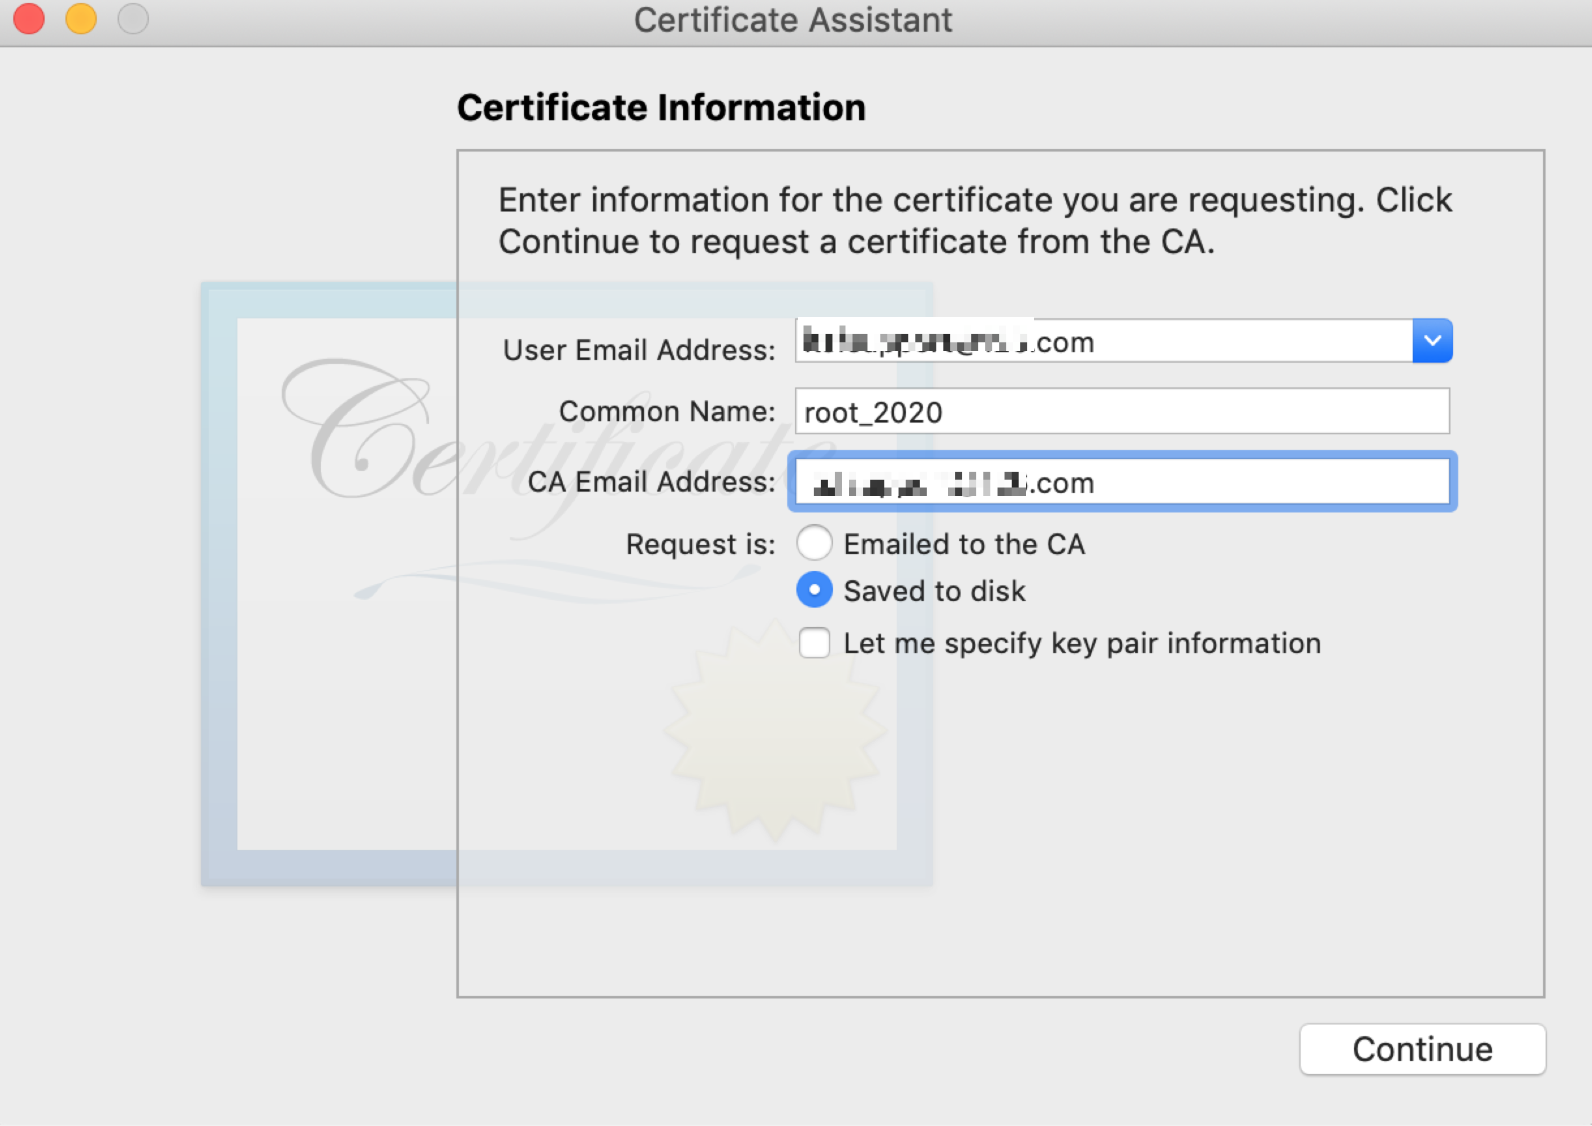 Certificate Assistant
Certificate Information
Enter information for the certificate you are requesting. Click
Continue to request a certificate from the CA.
Certificate
User Email Address: .com
Common Name: root_2020
CA Email Address: .com
Request is: Emailed to the CA
Saved to disk
Let me specify key pair information
Continue